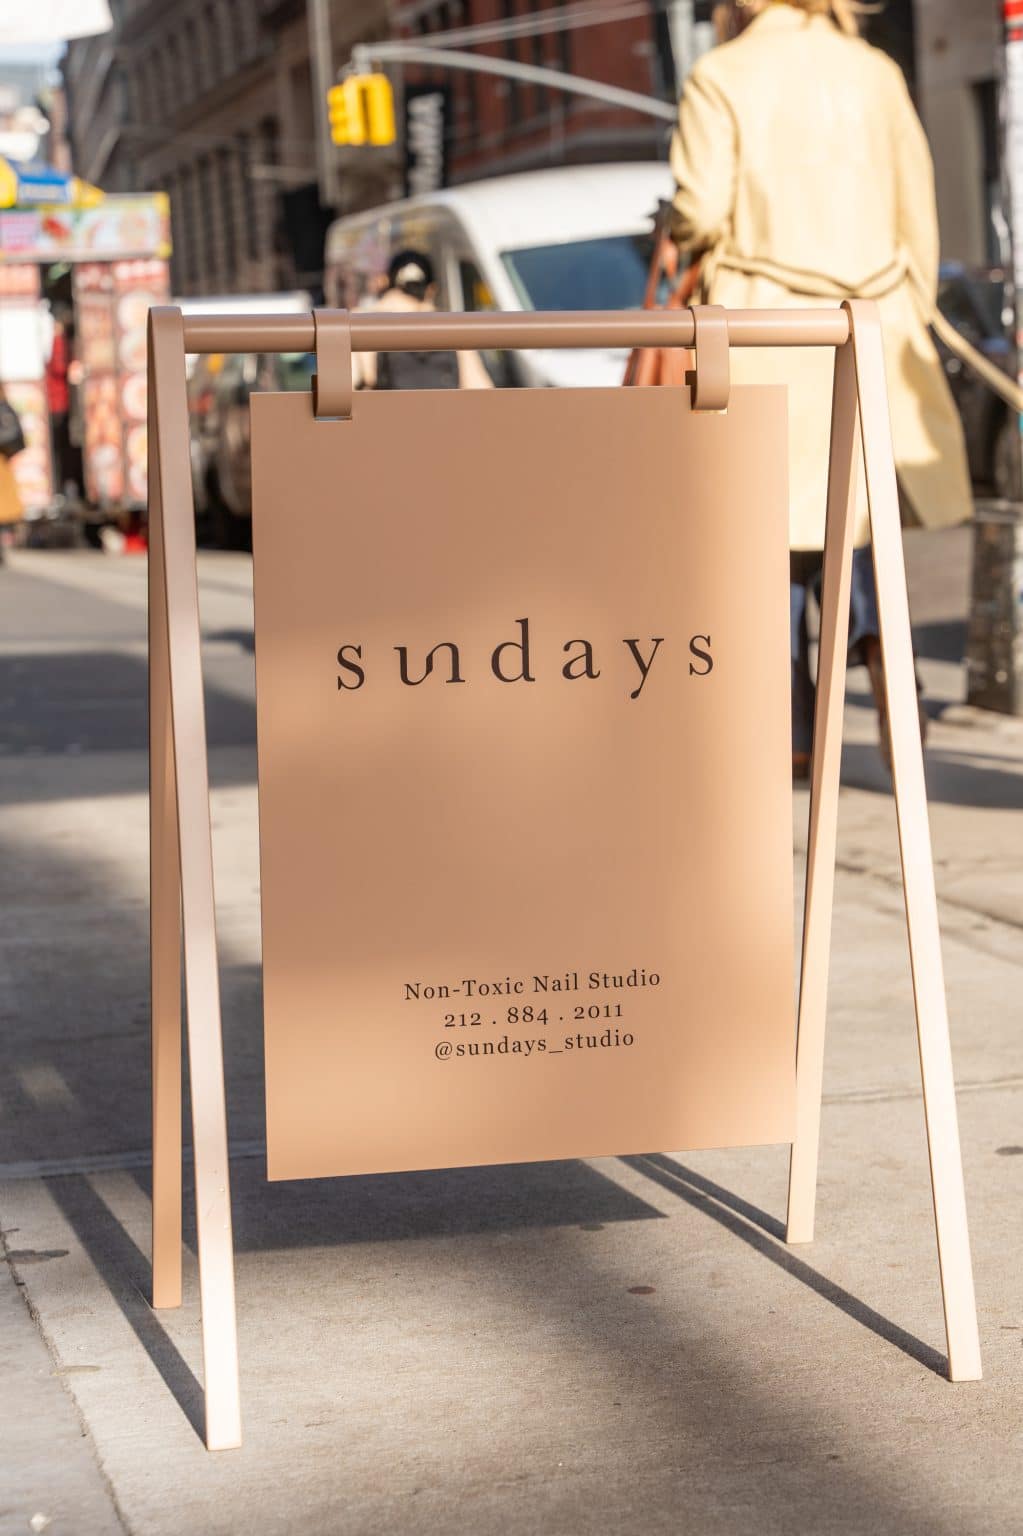 sundays
Non-Toxic Nail Studio
212 . 884 . 2011
@sundays_studio